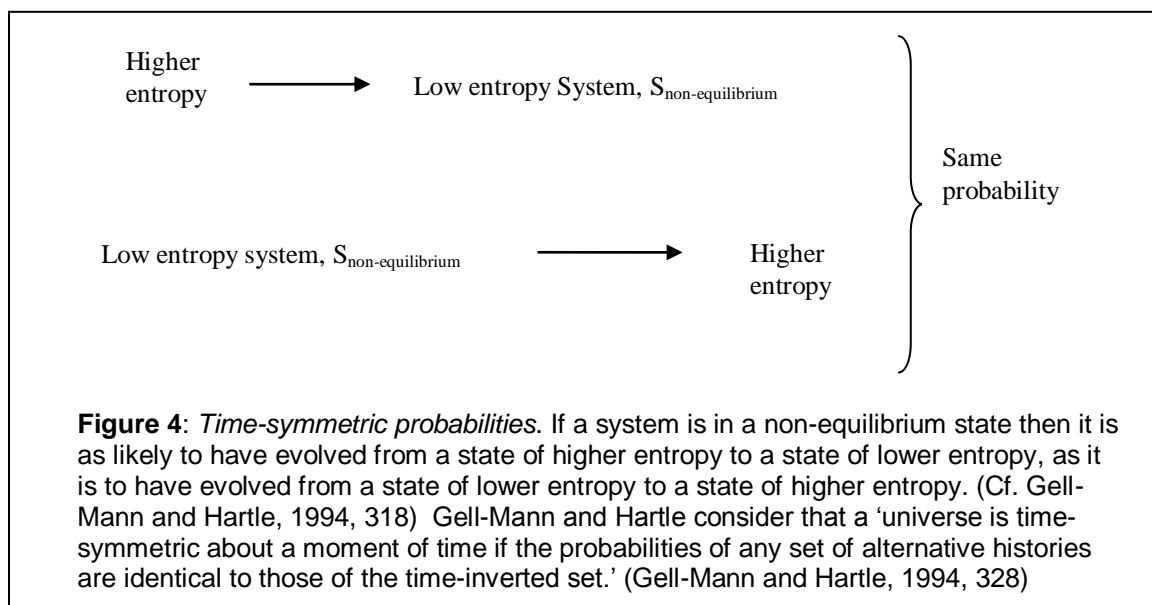 Higher
entropy
Low entropy System, Snon-equilibrium
Same
probability
Low entropy system, Snon-equilibrium
Higher
entropy
Figure 4: Time-symmetric probabilities. If a system is in a non-equilibrium state then it is
as likely to have evolved from a state of higher entropy to a state of lower entropy, as it
is to have evolved from a state of lower entropy to a state of higher entropy. (Cf. Gell-
Mann and Hartle, 1994, 318)  Gell-Mann and Hartle consider that a ‘universe is time-
symmetric about a moment of time if the probabilities of any set of alternative histories
are identical to those of the time-inverted set.’ (Gell-Mann and Hartle, 1994, 328)